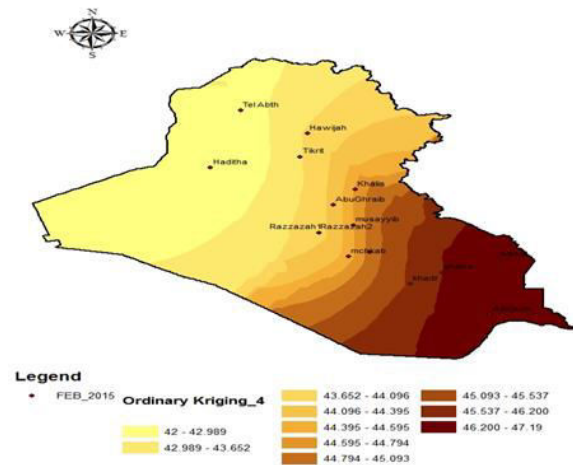 N
W E
S
Tel Abth
Hawijah
Tikrit
Haditha
Khalis
AbuGhraib
musayyib
Razzazah1 Razzazah2
khadr
Legend
FEB_2015
Ordinary Kriging_4
42 - 42.989
42.989 - 43.652
43.652 - 44.096
44.096 - 44.395
44.395 - 44.595
44.595 - 44.794
44.794 - 45.093
45.093 - 45.537
45.537 - 46.200
46.200 - 47.19